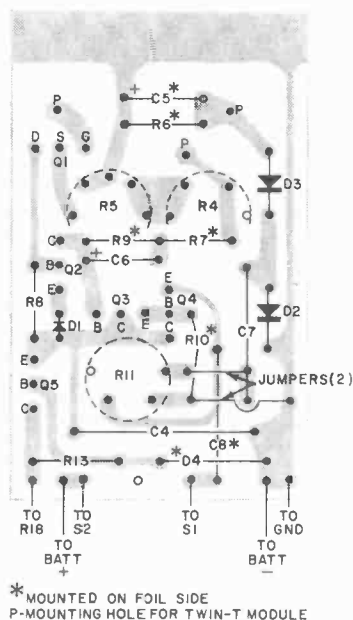 + C5*
P
R6* P
D S G P
Q1
D3
R5 R4
C R9* R7*
+ C6
B Q2
E E
R8 Q3 B Q4 C7 D2
D1 B C E C R10*
E
R11
B Q5 JUMPERS(2)
C
C4
C8*
R13 *D4
TO R18
TO BATT +
TO S2
TO S1
TO BATT –
TO GND
*MOUNTED ON FOIL SIDE
P-MOUNTING HOLE FOR TWIN-T MODULE